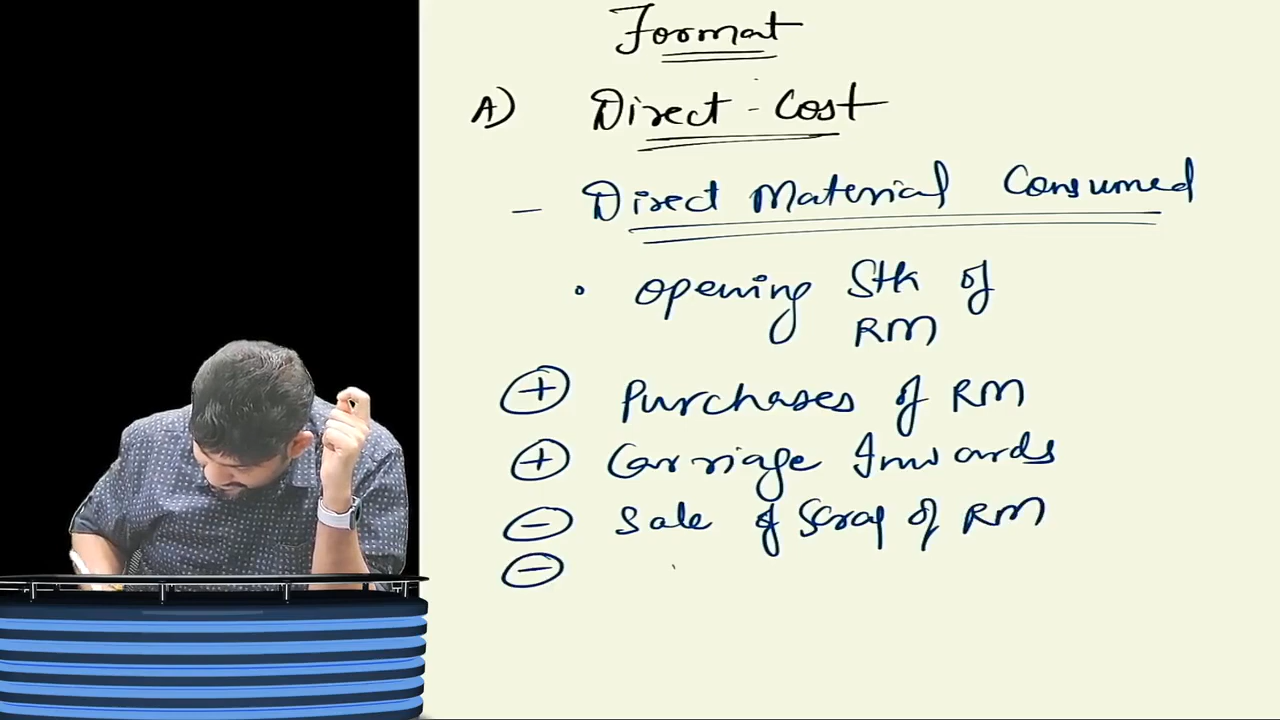 Format
A) Direct - Cost
- Direct Material Consumed
• opening Stk of
RM
+ Purchases of RM
+ Carriage Inwards
- Sale of Scrap of RM
-